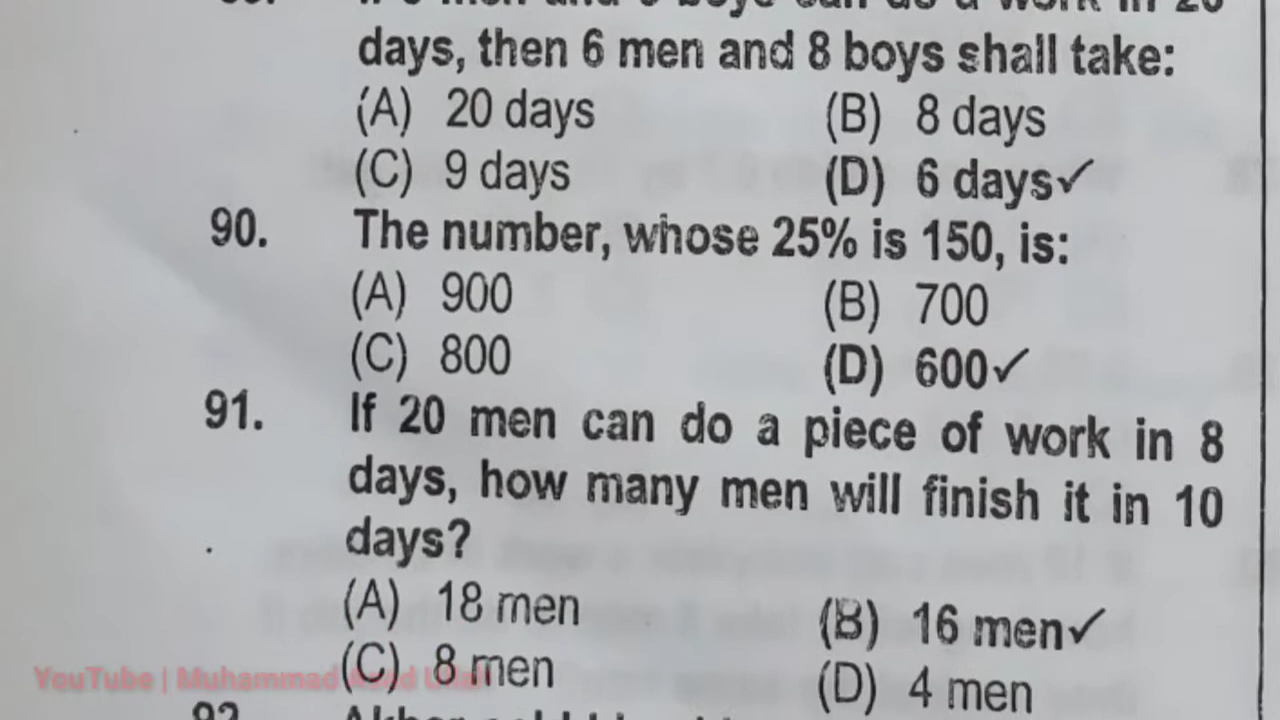 days, then 6 men and 8 boys shall take:
(A) 20 days (B) 8 days
(C) 9 days (D) 6 days✓
90. The number, whose 25% is 150, is:
(A) 900 (B) 700
(C) 800 (D) 600✓
91. If 20 men can do a piece of work in 8
days, how many men will finish it in 10
days?
(A) 18 men (B) 16 men✓
(C) 8 men (D) 4 men
YouTube | Muhammad